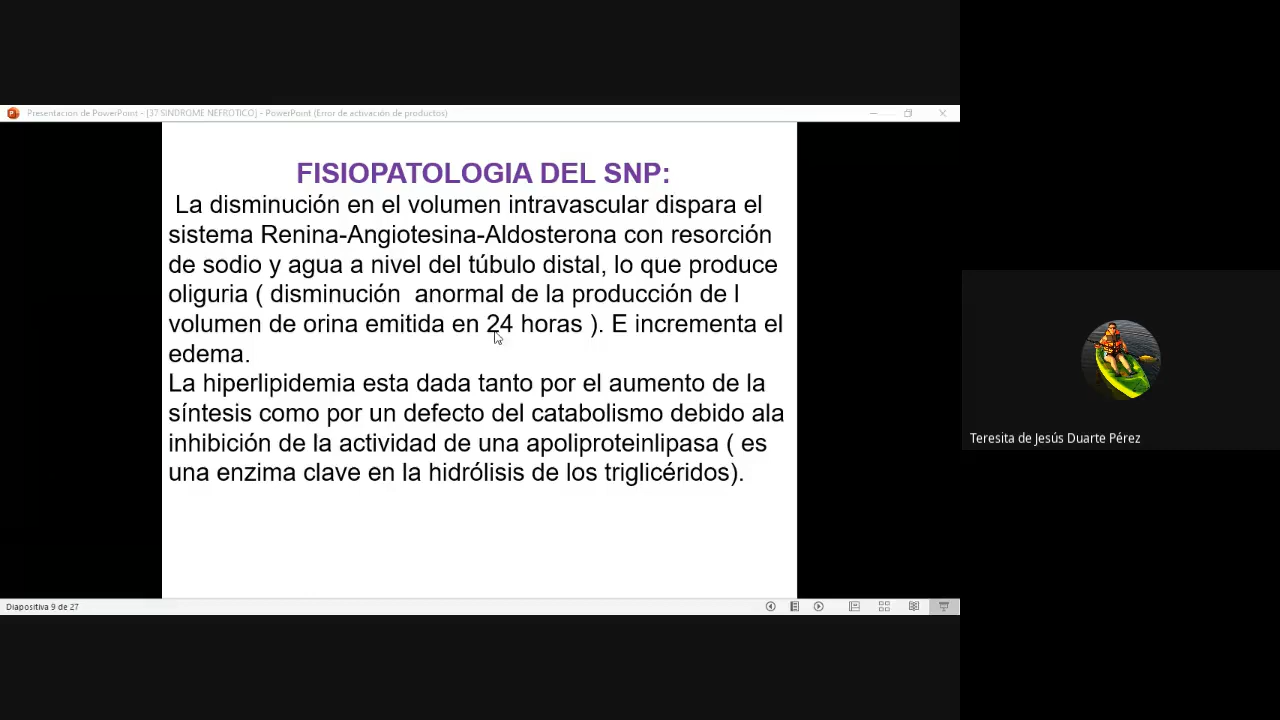 Presentación de PowerPoint - [37 SINDROME NEFROTICO] - PowerPoint (Error de activación de productos)
FISIOPATOLOGIA DEL SNP:
La disminución en el volumen intravascular dispara el
sistema Renina-Angiotesina-Aldosterona con resorción
de sodio y agua a nivel del túbulo distal, lo que produce
oliguria ( disminución  anormal de la producción de l
volumen de orina emitida en 24 horas ). E incrementa el
edema.
La hiperlipidemia esta dada tanto por el aumento de la
síntesis como por un defecto del catabolismo debido ala
inhibición de la actividad de una apoliproteinlipasa ( es
una enzima clave en la hidrólisis de los triglicéridos).
Teresita de Jesús Duarte Pérez
Diapositiva 9 de 27